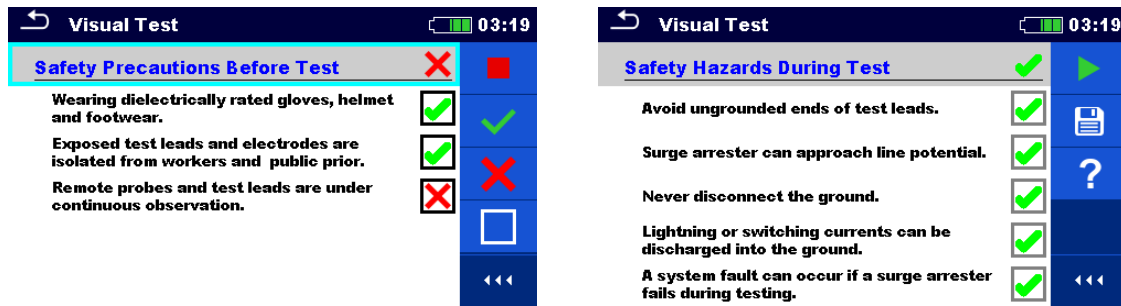 Visual Test 03:19
Safety Precautions Before Test
Wearing dielectrically rated gloves, helmet
and footwear.
Exposed test leads and electrodes are
isolated from workers and public prior.
Remote probes and test leads are under
continuous observation.
Visual Test 03:19
Safety Hazards During Test
Avoid ungrounded ends of test leads.
Surge arrester can approach line potential.
Never disconnect the ground.
Lightning or switching currents can be
discharged into the ground.
A system fault can occur if a surge arrester
fails during testing.
?